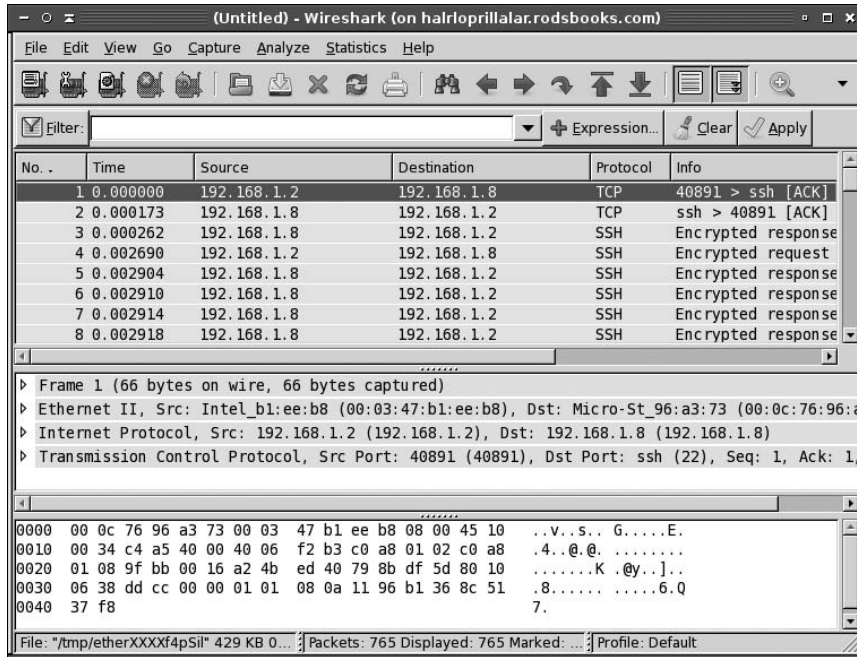 (Untitled) - Wireshark (on halrloprillalar.rodsbooks.com)
File Edit View Go Capture Analyze Statistics Help
Filter: Expression... Clear Apply
No. . Time Source Destination Protocol Info
1 0.000000 192.168.1.2 192.168.1.8 TCP 40891 > ssh [ACK]
2 0.000173 192.168.1.8 192.168.1.2 TCP ssh > 40891 [ACK]
3 0.000262 192.168.1.8 192.168.1.2 SSH Encrypted response
4 0.002690 192.168.1.2 192.168.1.8 SSH Encrypted request
5 0.002904 192.168.1.8 192.168.1.2 SSH Encrypted response
6 0.002910 192.168.1.8 192.168.1.2 SSH Encrypted response
7 0.002914 192.168.1.8 192.168.1.2 SSH Encrypted response
8 0.002918 192.168.1.8 192.168.1.2 SSH Encrypted response
Frame 1 (66 bytes on wire, 66 bytes captured)
Ethernet II, Src: Intel_b1:ee:b8 (00:03:47:b1:ee:b8), Dst: Micro-St_96:a3:73 (00:0c:76:96:a
Internet Protocol, Src: 192.168.1.2 (192.168.1.2), Dst: 192.168.1.8 (192.168.1.8)
Transmission Control Protocol, Src Port: 40891 (40891), Dst Port: ssh (22), Seq: 1, Ack: 1,
0000 00 0c 76 96 a3 73 00 03 47 b1 ee b8 08 00 45 10 ..v..s.. G.....E.
0010 00 34 c4 a5 40 00 40 06 f2 b3 c0 a8 01 02 c0 a8 .4..@.@. ........
0020 01 08 9f bb 00 16 a2 4b ed 40 79 8b df 5d 80 10 .......K .@y..]..
0030 06 38 dd cc 00 00 01 01 08 0a 11 96 b1 36 8c 51 .8...... .....6.Q
0040 37 f8 7.
File: "/tmp/etherXXXXf4pSil" 429 KB 0... Packets: 765 Displayed: 765 Marked: ... Profile: Default